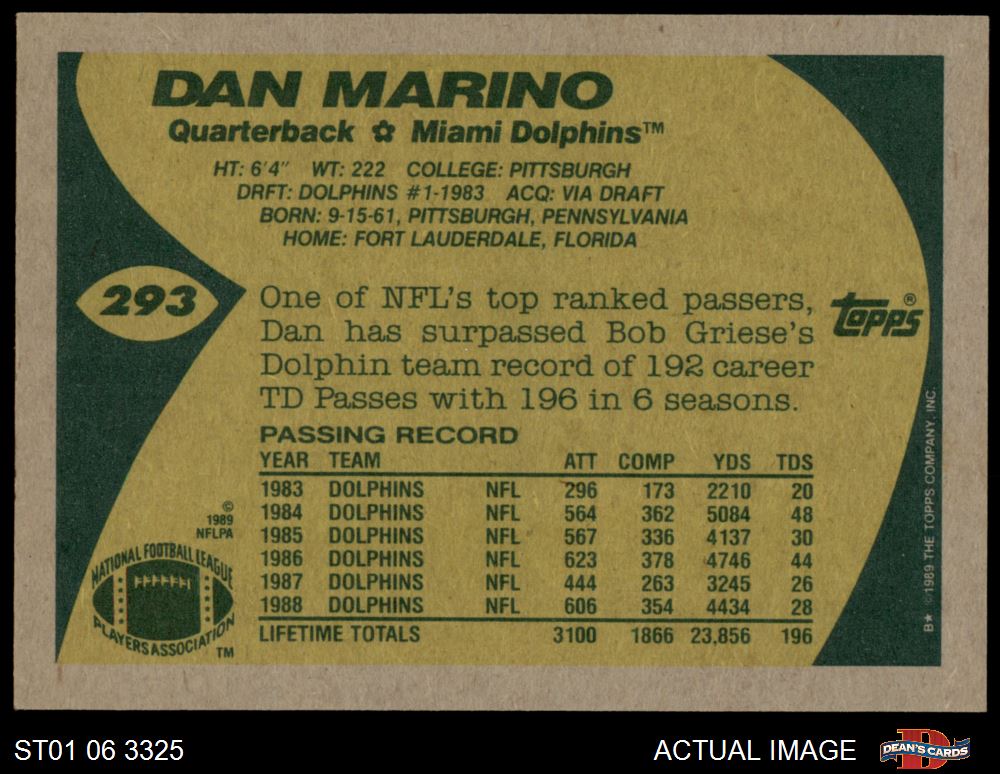 DAN MARINO
Quarterback ✿ Miami Dolphins™
HT: 6'4" WT: 222 COLLEGE: PITTSBURGH
DRFT: DOLPHINS #1-1983 ACQ: VIA DRAFT
BORN: 9-15-61, PITTSBURGH, PENNSYLVANIA
HOME: FORT LAUDERDALE, FLORIDA
293
One of NFL's top ranked passers,
Dan has surpassed Bob Griese's
Dolphin team record of 192 career
TD Passes with 196 in 6 seasons.
topps®
PASSING RECORD
YEAR TEAM ATT COMP YDS TDS
1983 DOLPHINS NFL 296 173 2210 20
1984 DOLPHINS NFL 564 362 5084 48
1985 DOLPHINS NFL 567 336 4137 30
1986 DOLPHINS NFL 623 378 4746 44
1987 DOLPHINS NFL 444 263 3245 26
1988 DOLPHINS NFL 606 354 4434 28
LIFETIME TOTALS 3100 1866 23,856 196
©
1989
NFLPA
NATIONAL FOOTBALL LEAGUE
PLAYERS ASSOCIATION
TM
B★ ©1989 THE TOPPS COMPANY, INC.
ST01 06 3325
ACTUAL IMAGE
D
DEAN'S CARDS